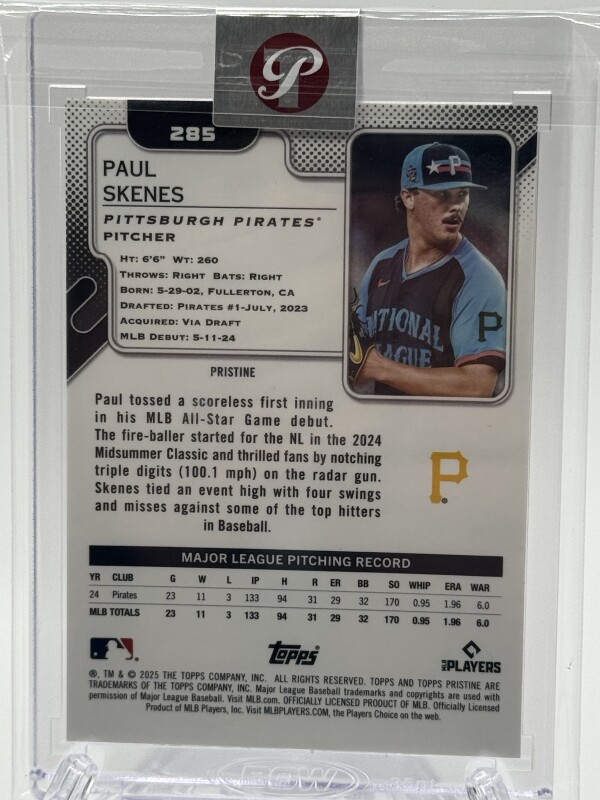 P
285
PAUL
SKENES
PITTSBURGH PIRATES®
PITCHER
HT: 6'6" WT: 260
THROWS: RIGHT BATS: RIGHT
BORN: 5-29-02, FULLERTON, CA
DRAFTED: PIRATES #1-JULY, 2023
ACQUIRED: VIA DRAFT
MLB DEBUT: 5-11-24
P
NATIONAL
LEAGUE
P
PRISTINE
Paul tossed a scoreless first inning
in his MLB All-Star Game debut.
The fire-baller started for the NL in the 2024
Midsummer Classic and thrilled fans by notching
triple digits (100.1 mph) on the radar gun.
Skenes tied an event high with four swings
and misses against some of the top hitters
in Baseball.
P®
MAJOR LEAGUE PITCHING RECORD
YR CLUB G W L IP H R ER BB SO WHIP ERA WAR
24 Pirates 23 11 3 133 94 31 29 32 170 0.95 1.96 6.0
MLB TOTALS 23 11 3 133 94 31 29 32 170 0.95 1.96 6.0
Topps
MLB PLAYERS
®, TM & © 2025 THE TOPPS COMPANY, INC. ALL RIGHTS RESERVED. TOPPS AND TOPPS PRISTINE ARE
TRADEMARKS OF THE TOPPS COMPANY, INC. Major League Baseball trademarks and copyrights are used with
permission of Major League Baseball. Visit MLB.com. OFFICIALLY LICENSED PRODUCT OF MLB. Officially Licensed
Product of MLB Players, Inc. Visit MLBPLAYERS.COM, the Players Choice on the web.